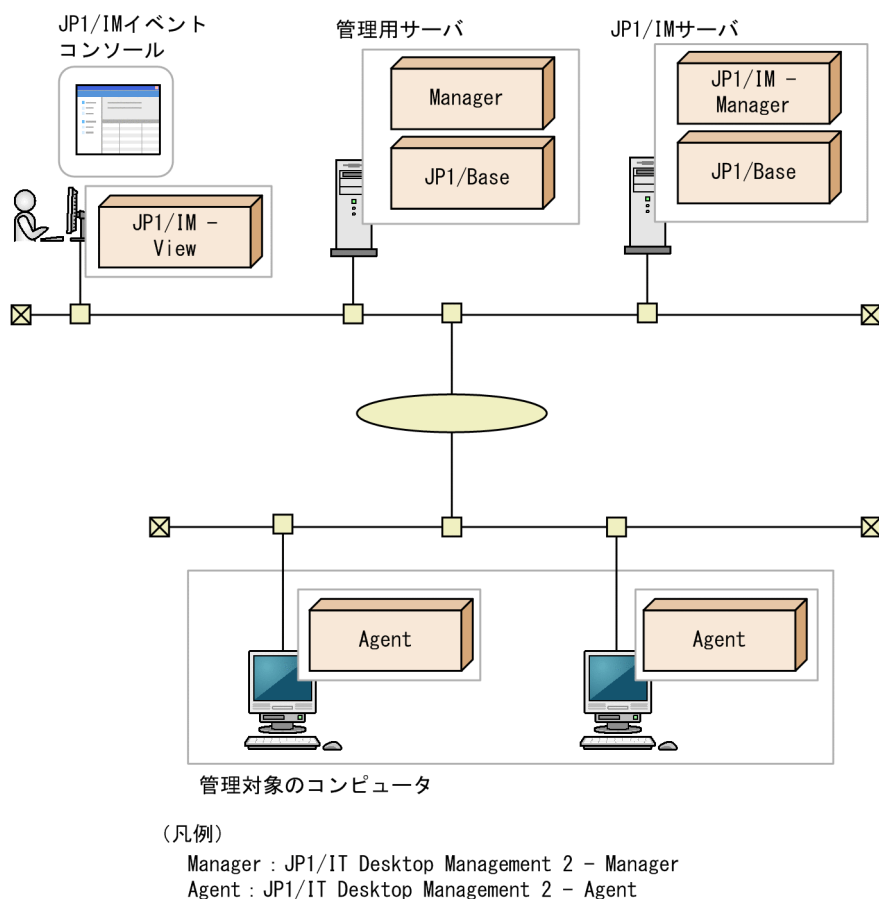 JP1/IMイベント
コンソール
管理用サーバ
JP1/IMサーバ
Manager
JP1/Base
JP1/IM −
Manager
JP1/Base
JP1/IM −
View
Agent
Agent
管理対象のコンピュータ
（凡例）
Manager：JP1/IT Desktop Management 2 − Manager
Agent：JP1/IT Desktop Management 2 − Agent